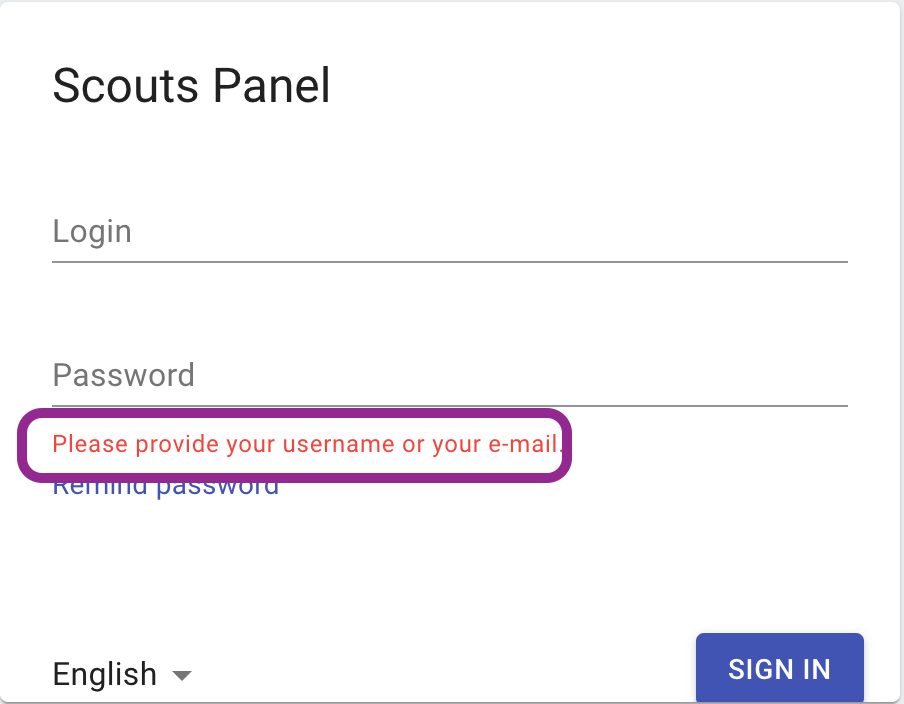 Scouts Panel
Login
Password
Please provide your username or your e-mail.
Remind password
English
SIGN IN